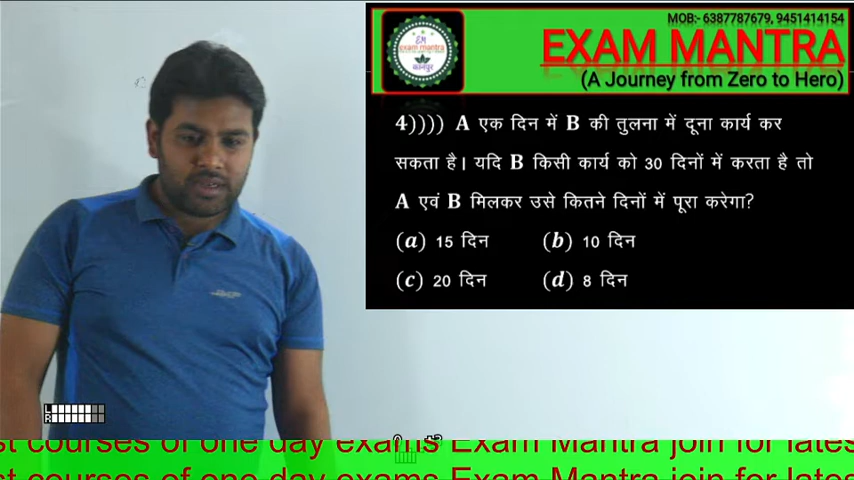 MOB:- 6387787679, 9451414154
EM
exam mantra
कानपुर
EXAM MANTRA
(A Journey from Zero to Hero)
4)))) A एक दिन में B की तुलना में दूना कार्य कर
सकता है। यदि B किसी कार्य को 30 दिनों में करता है तो
A एवं B मिलकर उसे कितने दिनों में पूरा करेगा?
(a) 15 दिन (b) 10 दिन
(c) 20 दिन (d) 8 दिन
L
R
st courses of one day exams Exam Mantra join for lates
st courses of one day exams Exam Mantra join for lates